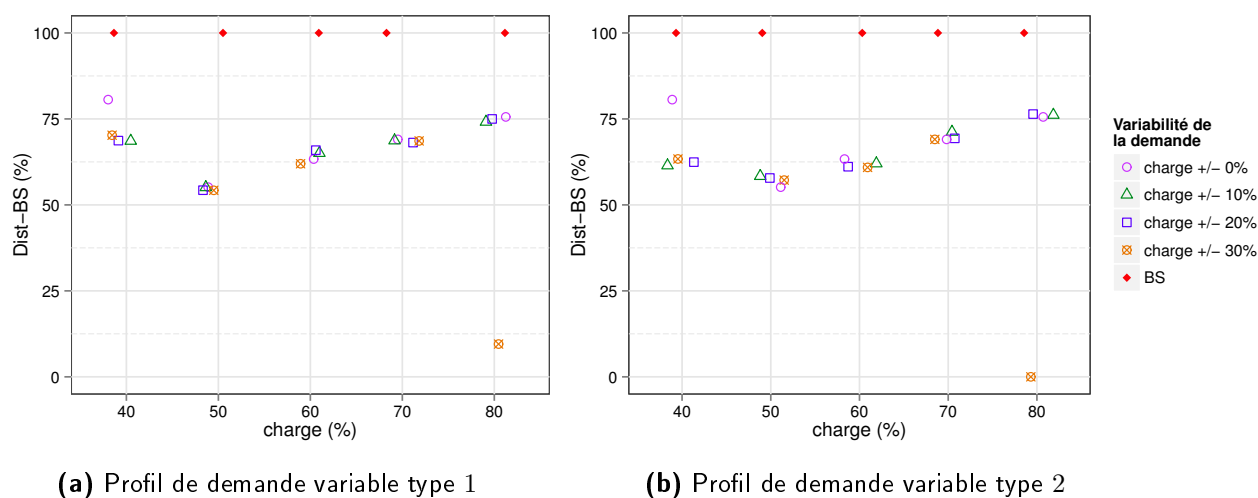 100
75
50
25
0
Dist−BS (%)
40 50 60 70 80
charge (%)
(a) Profil de demande variable type 1
100
75
50
25
0
Dist−BS (%)
40 50 60 70 80
charge (%)
(b) Profil de demande variable type 2
Variabilité de
la demande
charge +/− 0%
charge +/− 10%
charge +/− 20%
charge +/− 30%
BS